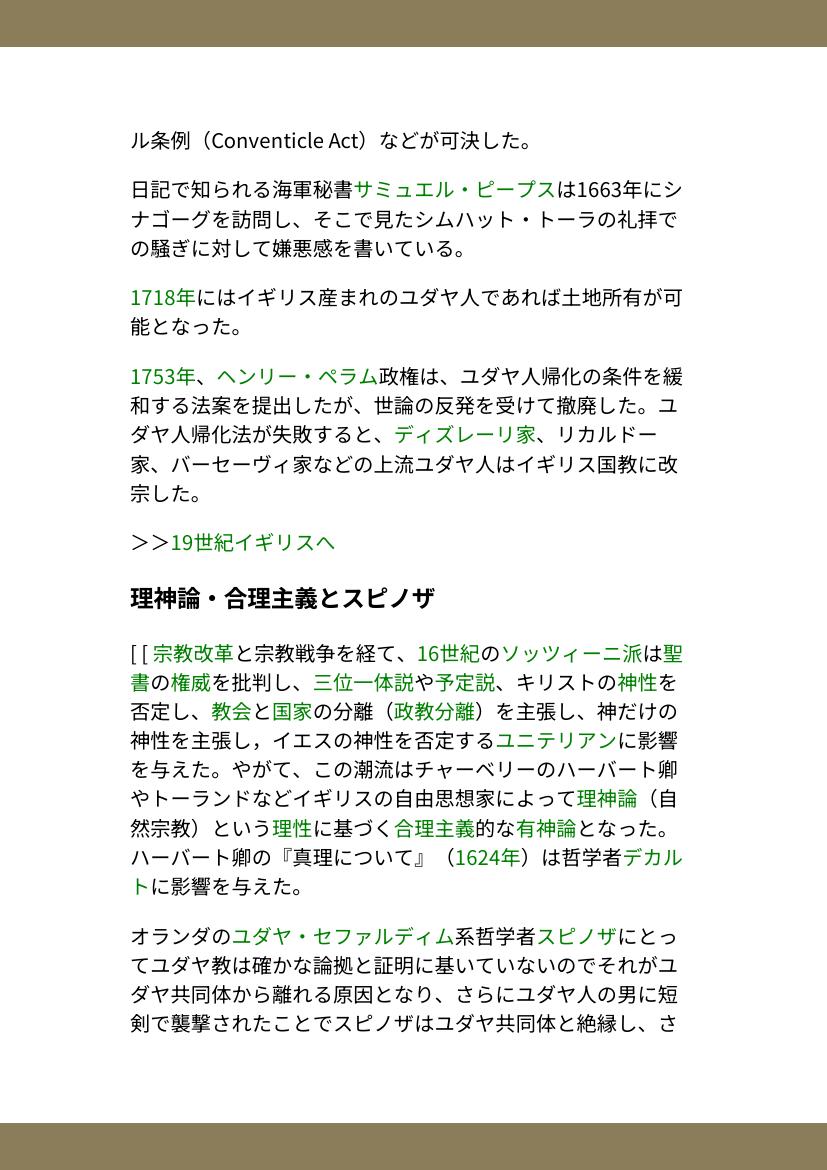 ル条例（Conventicle Act）などが可決した。
日記で知られる海軍秘書サミュエル・ピープスは1663年にシ
ナゴーグを訪問し、そこで見たシムハット・トーラの礼拝で
の騒ぎに対して嫌悪感を書いている。
1718年にはイギリス産まれのユダヤ人であれば土地所有が可
能となった。
1753年、ヘンリー・ペラム政権は、ユダヤ人帰化の条件を緩
和する法案を提出したが、世論の反発を受けて撤廃した。ユ
ダヤ人帰化法が失敗すると、ディズレーリ家、リカルドー
家、バーセーヴィ家などの上流ユダヤ人はイギリス国教に改
宗した。
＞＞19世紀イギリスへ
理神論・合理主義とスピノザ
[ [ 宗教改革と宗教戦争を経て、16世紀のソッツィーニ派は聖
書の権威を批判し、三位一体説や予定説、キリストの神性を
否定し、教会と国家の分離（政教分離）を主張し、神だけの
神性を主張し，イエスの神性を否定するユニテリアンに影響
を与えた。やがて、この潮流はチャーベリーのハーバート卿
やトーランドなどイギリスの自由思想家によって理神論（自
然宗教）という理性に基づく合理主義的な有神論となった。
ハーバート卿の『真理について』（1624年）は哲学者デカル
トに影響を与えた。
オランダのユダヤ・セファルディム系哲学者スピノザにとっ
てユダヤ教は確かな論拠と証明に基いていないのでそれがユ
ダヤ共同体から離れる原因となり、さらにユダヤ人の男に短
剣で襲撃されたことでスピノザはユダヤ共同体と絶縁し、さ